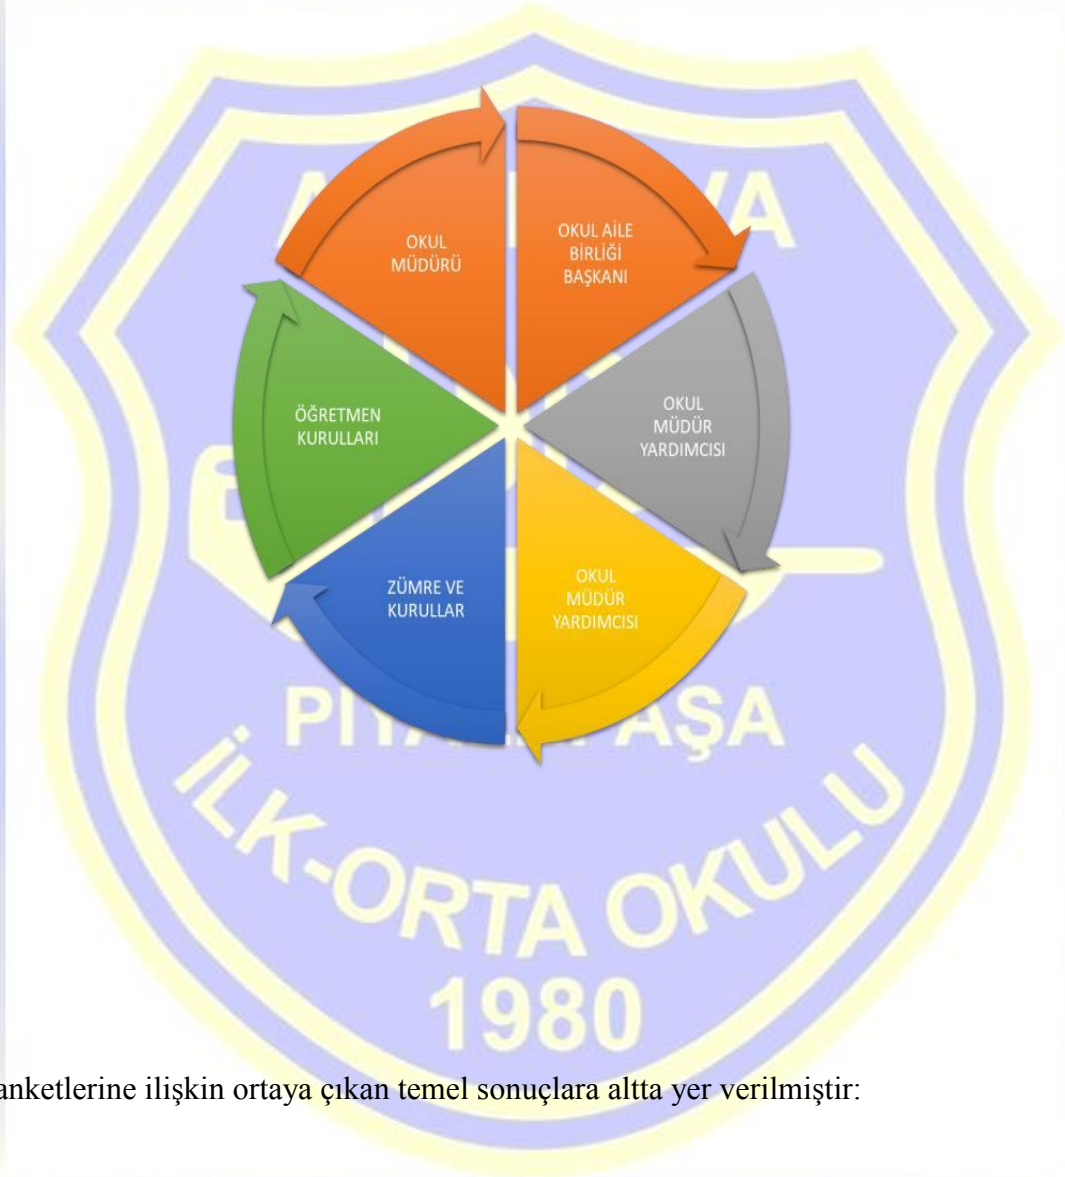 OKUL
MÜDÜRÜ
OKUL AİLE
BİRLİĞİ
BAŞKANI
OKUL
MÜDÜR
YARDIMCISI
OKUL
MÜDÜR
YARDIMCISI
ZÜMRE VE
KURULLAR
ÖĞRETMEN
KURULLARI
PAŞA
İLK-ORTA OKULU
1980
anketlerine ilişkin ortaya çıkan temel sonuçlara altta yer verilmiştir: